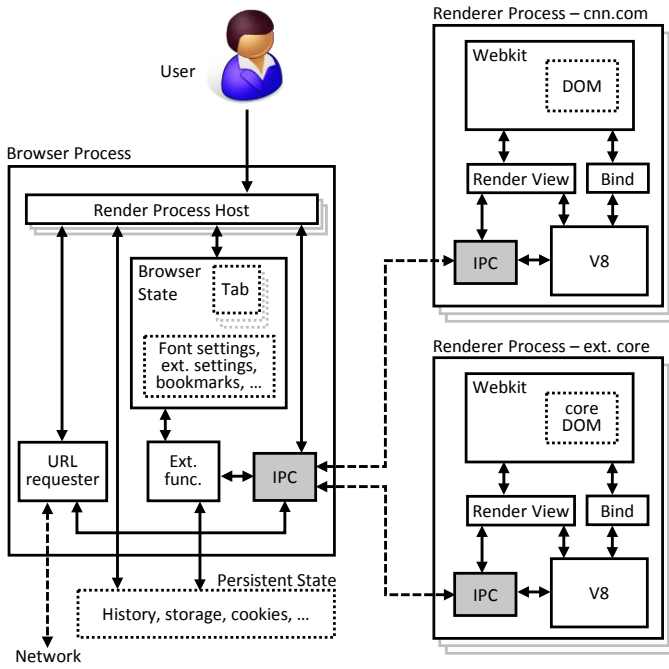 User
Browser Process
Render Process Host
Browser
State
Tab
Font settings,
ext. settings,
bookmarks, ...
URL
requester
Ext.
func.
IPC
Persistent State
History, storage, cookies, ...
Network
Renderer Process – cnn.com
Webkit
DOM
Render View
Bind
IPC
V8
Renderer Process – ext. core
Webkit
core
DOM
Render View
Bind
IPC
V8